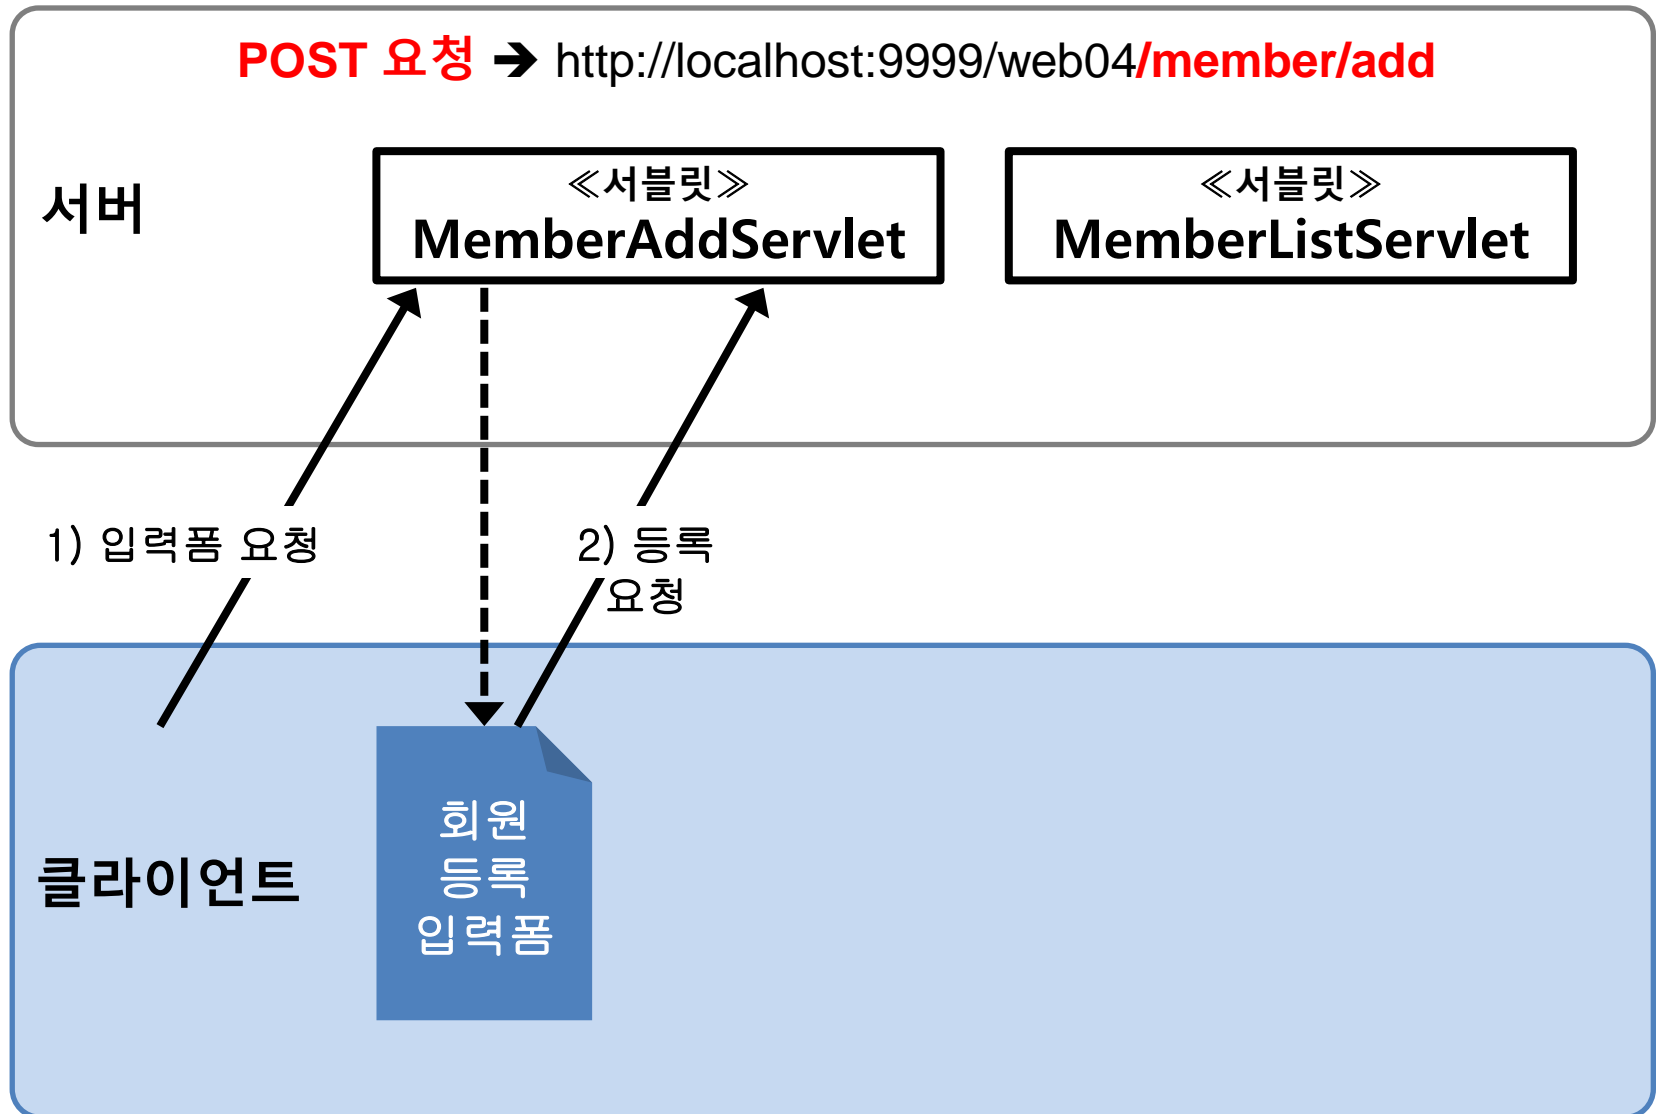 POST 요청 ➔ http://localhost:9999/web04/member/add
서버
≪서블릿≫
MemberAddServlet
≪서블릿≫
MemberListServlet
1) 입력폼 요청
2) 등록
요청
클라이언트
회원
등록
입력폼